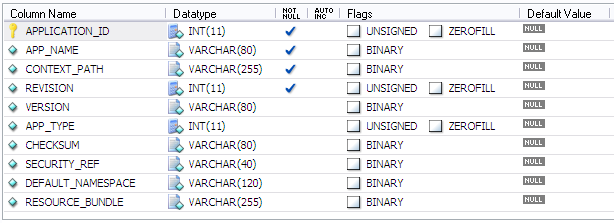 Column Name Datatype NOT NULL AUTO INC Flags Default Value
APPLICATION_ID INT(11) UNSIGNED ZEROFILL NULL
APP_NAME VARCHAR(80) BINARY NULL
CONTEXT_PATH VARCHAR(255) BINARY NULL
REVISION INT(11) UNSIGNED ZEROFILL NULL
VERSION VARCHAR(80) BINARY NULL
APP_TYPE INT(11) UNSIGNED ZEROFILL NULL
CHECKSUM VARCHAR(80) BINARY NULL
SECURITY_REF VARCHAR(40) BINARY NULL
DEFAULT_NAMESPACE VARCHAR(120) BINARY NULL
RESOURCE_BUNDLE VARCHAR(255) BINARY NULL